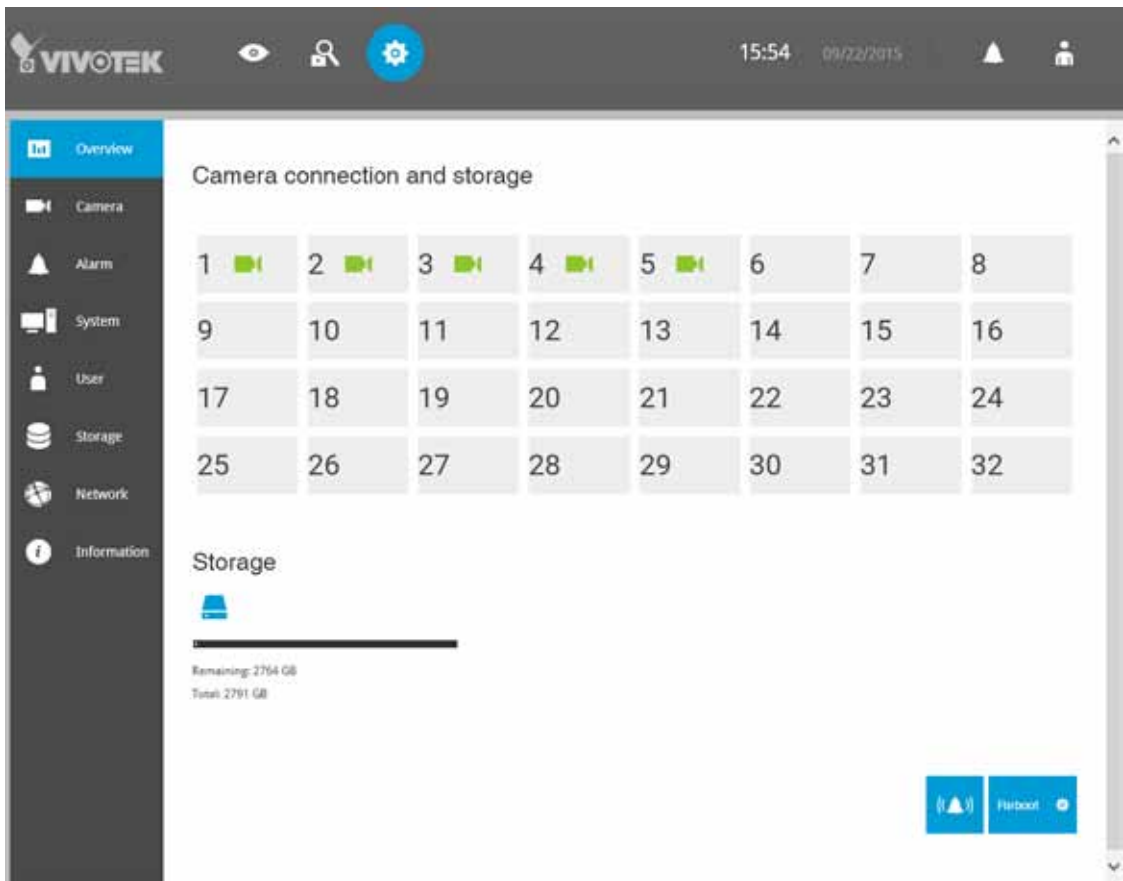 VIVOTEK
15:54 09/22/2015
Overview
Camera
Alarm
System
User
Storage
Network
Information
Camera connection and storage
1 2 3 4 5 6 7 8
9 10 11 12 13 14 15 16
17 18 19 20 21 22 23 24
25 26 27 28 29 30 31 32
Storage
Remaining: 2764 GB
Total: 2791 GB
Reboot